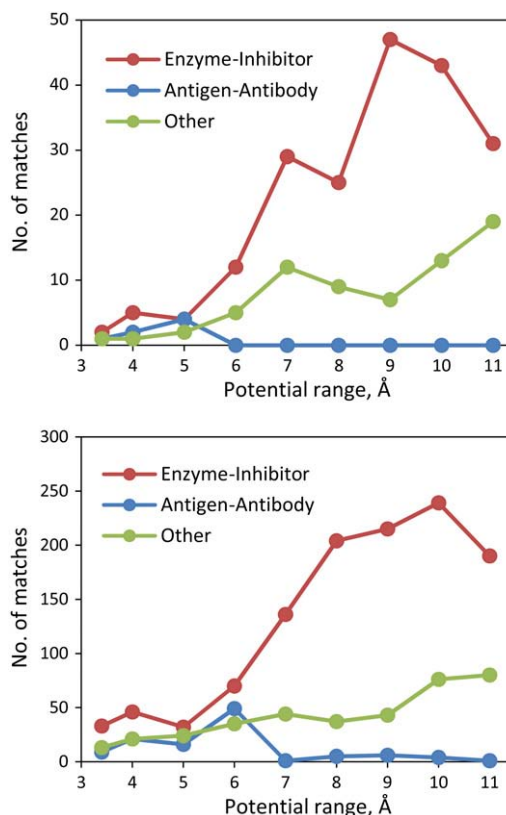 50
40
30
20
10
0
No. of matches
Enzyme-Inhibitor
Antigen-Antibody
Other
3 4 5 6 7 8 9 10 11
Potential range, Å
300
250
200
150
100
50
0
No. of matches
Enzyme-Inhibitor
Antigen-Antibody
Other
3 4 5 6 7 8 9 10 11
Potential range, Å